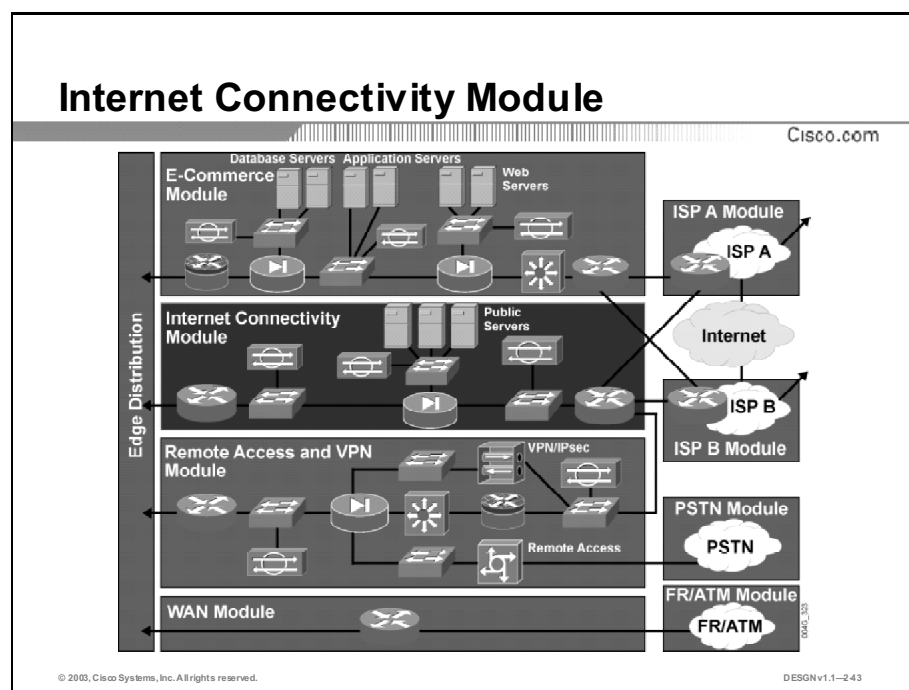 Internet Connectivity Module
Cisco.com
Database Servers Application Servers
E-Commerce
Module
Web
Servers
ISP A Module
ISP A
Internet Connectivity
Module
Public
Servers
Internet
Edge Distribution
ISP B
ISP B Module
Remote Access and VPN
Module
VPN/IPsec
Remote Access
PSTN Module
PSTN
WAN Module
FR/ATM Module
FR/ATM
004G_323
© 2003, Cisco Systems, Inc. All rights reserved.
DESGN v1.1—2-43